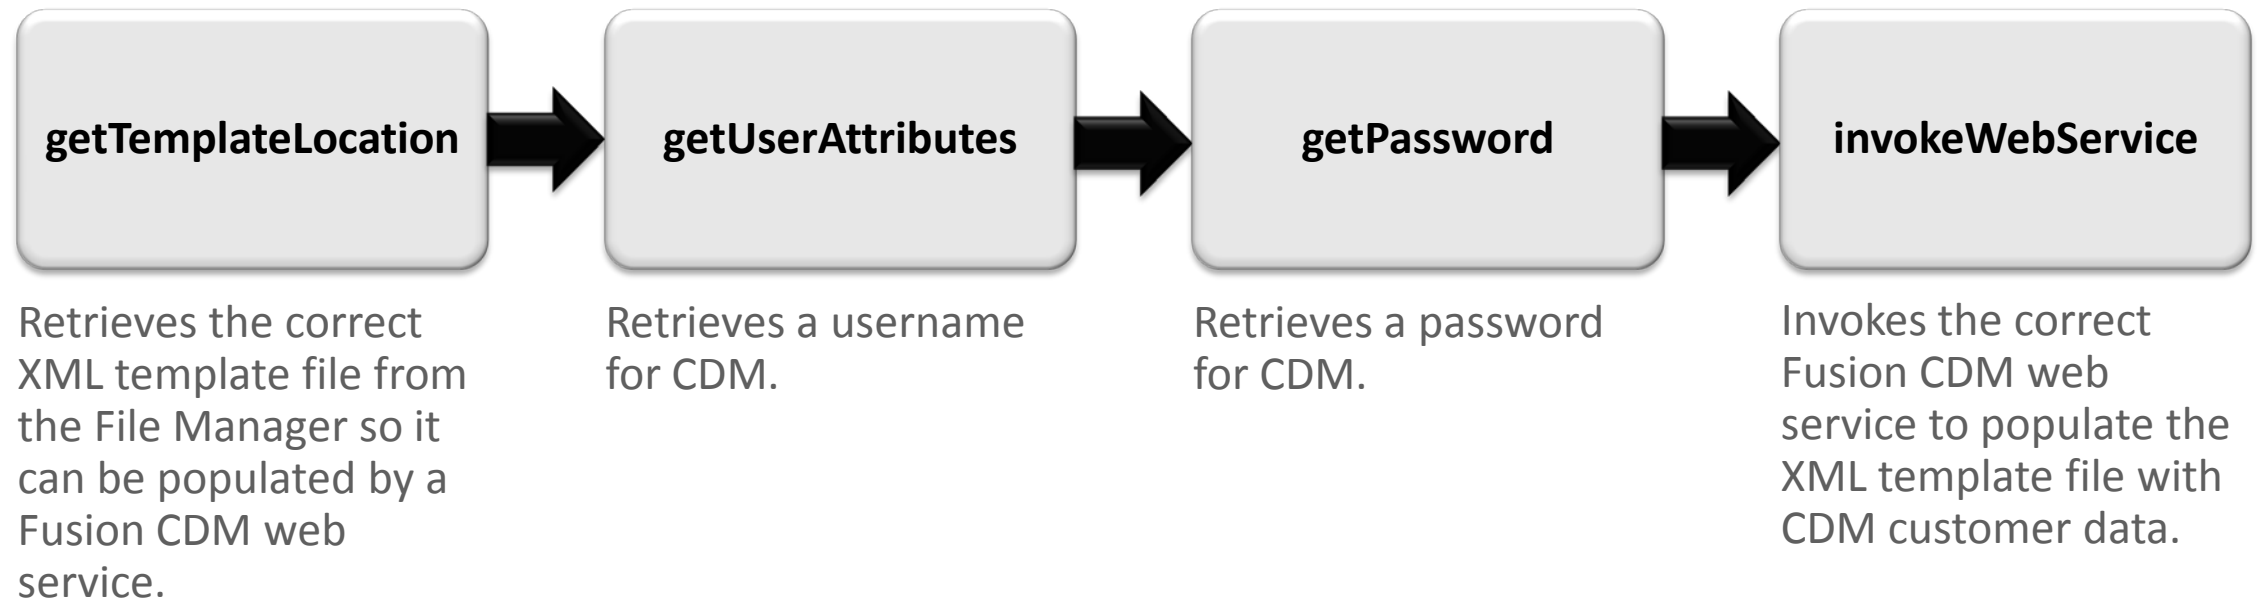 getTemplateLocation
getUserAttributes
getPassword
invokeWebService
Retrieves the correct
XML template file from
the File Manager so it
can be populated by a
Fusion CDM web
service.
Retrieves a username
for CDM.
Retrieves a password
for CDM.
Invokes the correct
Fusion CDM web
service to populate the
XML template file with
CDM customer data.